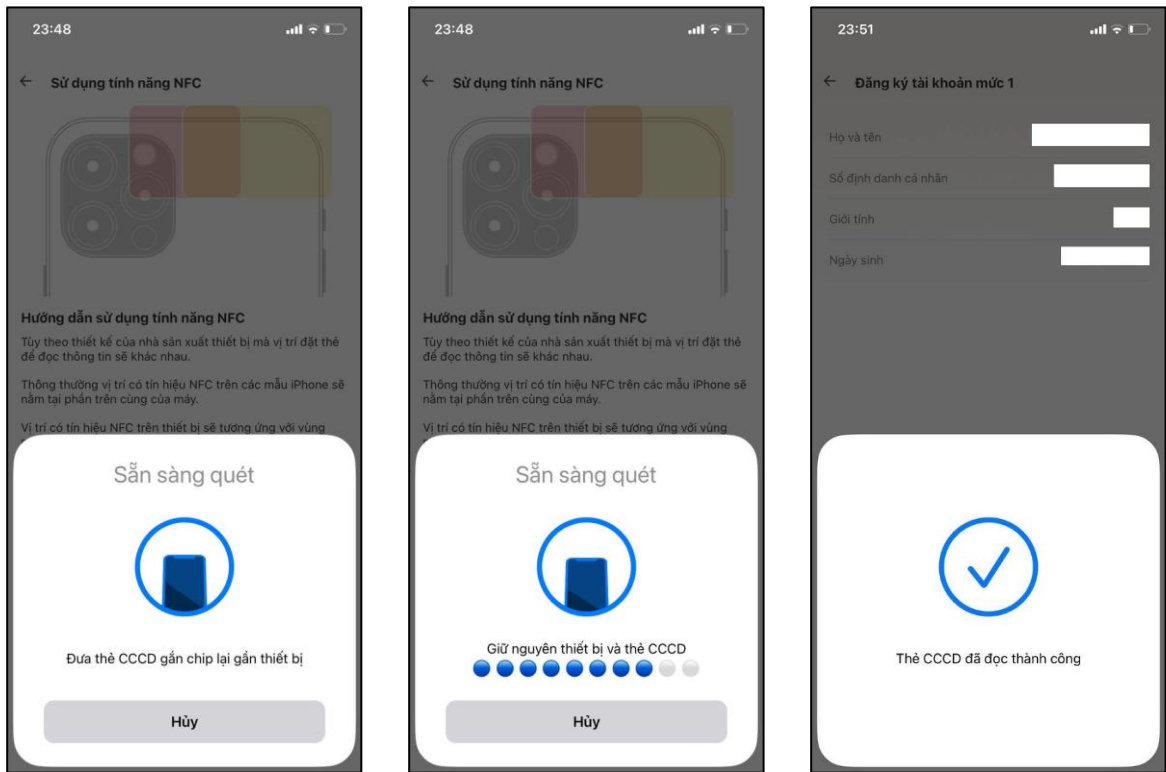 23:48
Sử dụng tính năng NFC
Hướng dẫn sử dụng tính năng NFC
Tùy theo thiết kế của nhà sản xuất thiết bị mà vị trí đặt thẻ
để đọc thông tin sẽ khác nhau.
Thông thường vị trí có tín hiệu NFC trên các mẫu iPhone sẽ
nằm tại phần trên cùng của máy.
Vị trí có tín hiệu NFC trên thiết bị sẽ tương ứng với vùng
Sẵn sàng quét
Đưa thẻ CCCD gắn chip lại gần thiết bị
Hủy
23:48
Sử dụng tính năng NFC
Hướng dẫn sử dụng tính năng NFC
Tùy theo thiết kế của nhà sản xuất thiết bị mà vị trí đặt thẻ
để đọc thông tin sẽ khác nhau.
Thông thường vị trí có tín hiệu NFC trên các mẫu iPhone sẽ
nằm tại phần trên cùng của máy.
Vị trí có tín hiệu NFC trên thiết bị sẽ tương ứng với vùng
Sẵn sàng quét
Giữ nguyên thiết bị và thẻ CCCD
Hủy
23:51
Đăng ký tài khoản mức 1
Họ và tên
Số định danh cá nhân
Giới tính
Ngày sinh
Thẻ CCCD đã đọc thành công